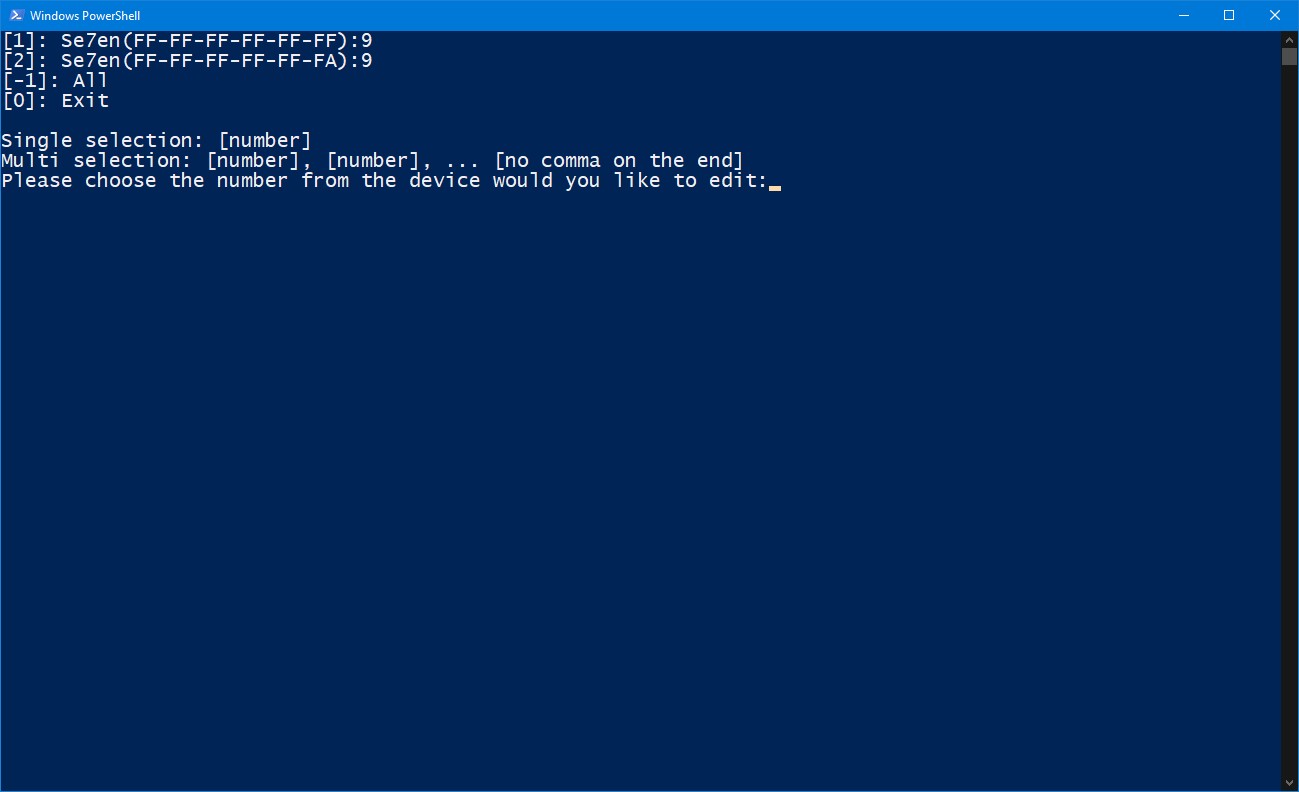 Windows PowerShell
[1]: Se7en(FF-FF-FF-FF-FF-FF):9
[2]: Se7en(FF-FF-FF-FF-FF-FA):9
[-1]: All
[0]: Exit
Single selection: [number]
Multi selection: [number], [number], ... [no comma on the end]
Please choose the number from the device would you like to edit: